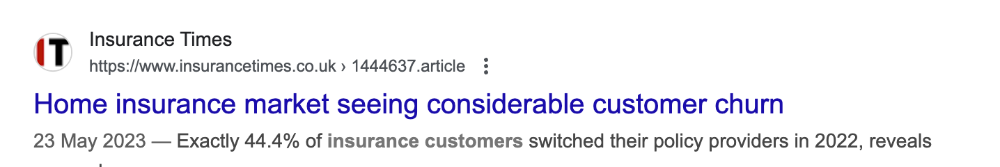 IT
Insurance Times
https://www.insurancetimes.co.uk › 1444637.article
Home insurance market seeing considerable customer churn
23 May 2023 — Exactly 44.4% of insurance customers switched their policy providers in 2022, reveals